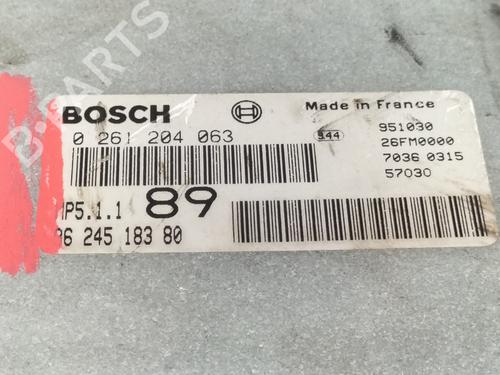 B-PARTS
BOSCH
Made in France
0 261 204 063
144
951030
26FM0000
7036 0315
57030
MP5.1.1
89
96 245 183 80